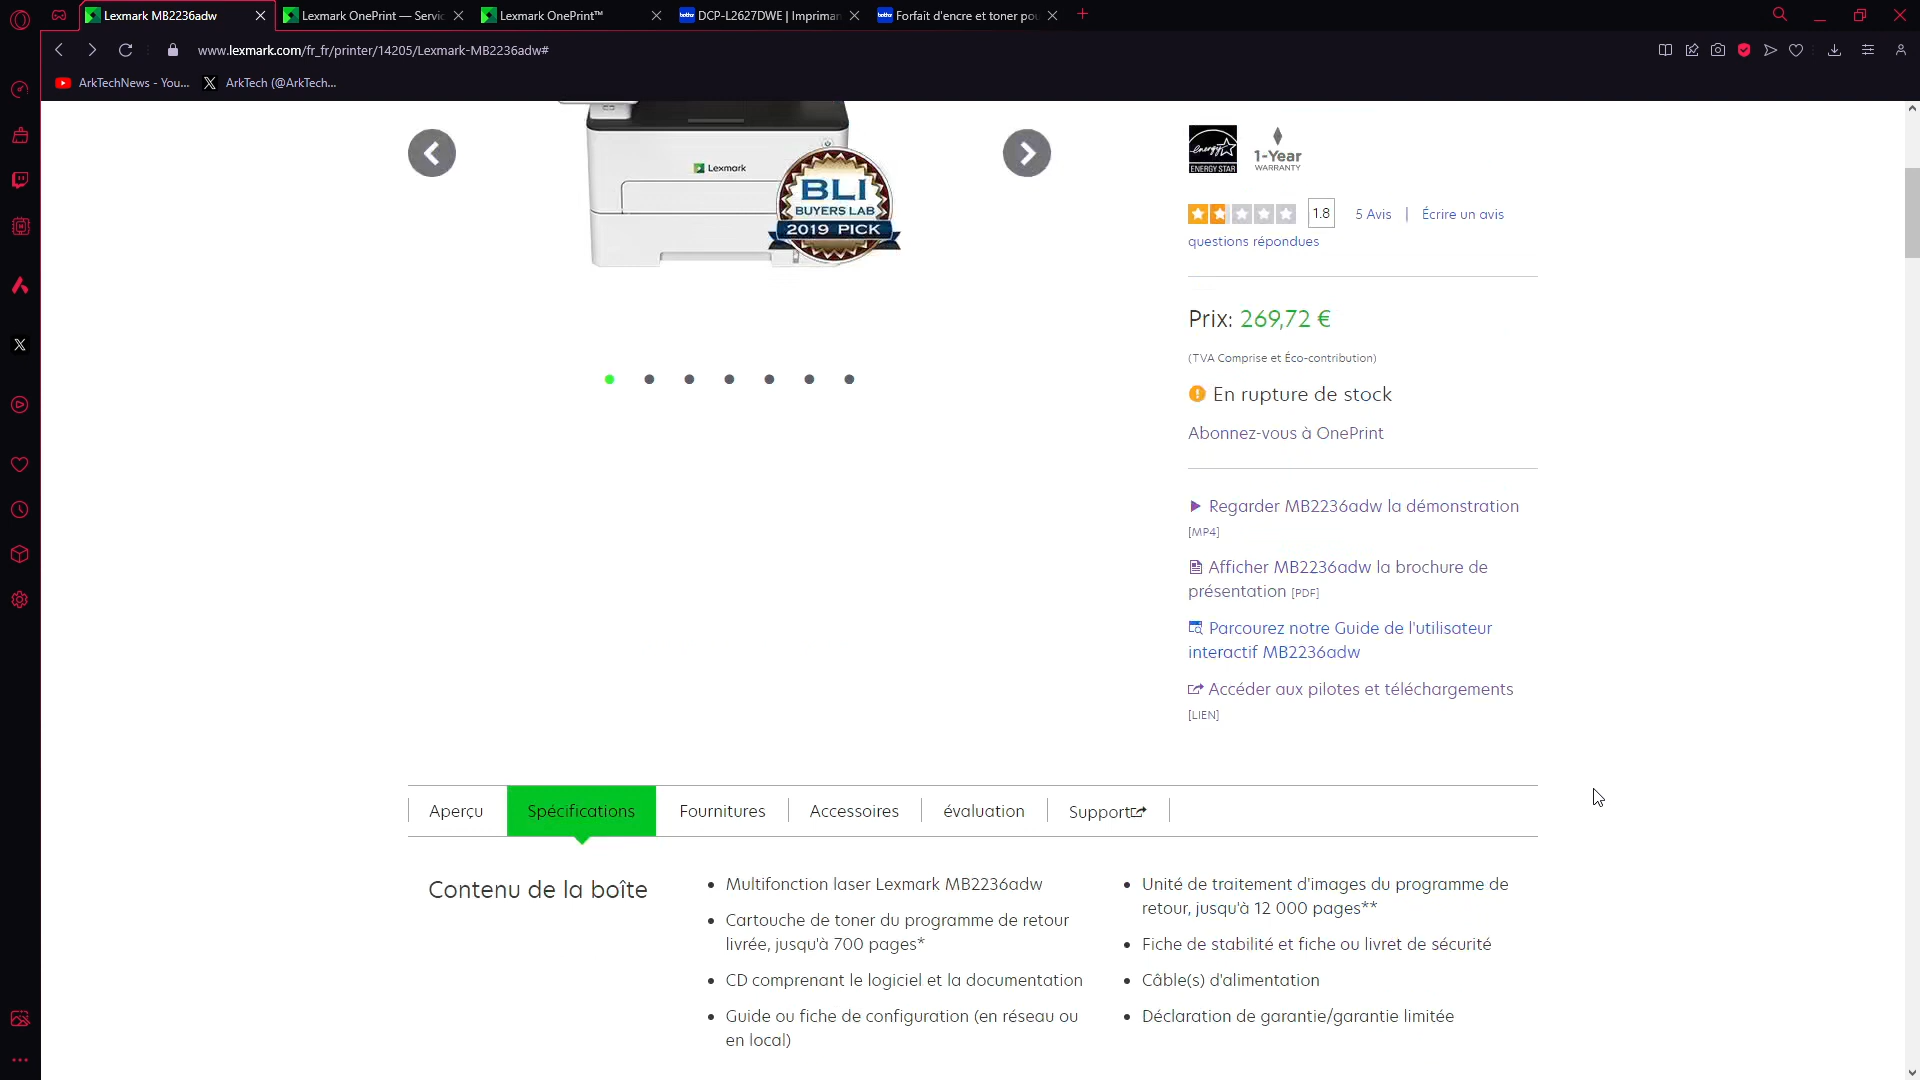 Lexmark MB2236adw
Lexmark OnePrint — Servic
Lexmark OnePrint™
DCP-L2627DWE | Impriman
Forfait d'encre et toner pou
www.lexmark.com/fr_fr/printer/14205/Lexmark-MB2236adw#
ArkTechNews - You...
ArkTech (@ArkTech...
Lexmark
BLI
BUYERS LAB
2019 PICK
energy
ENERGY STAR
1-Year
WARRANTY
1.8
5 Avis | Écrire un avis
questions répondues
Prix: 269,72 €
(TVA Comprise et Éco-contribution)
En rupture de stock
Abonnez-vous à OnePrint
Regarder MB2236adw la démonstration
[MP4]
Afficher MB2236adw la brochure de
présentation [PDF]
Parcourez notre Guide de l'utilisateur
interactif MB2236adw
Accéder aux pilotes et téléchargements
[LIEN]
Aperçu
Spécifications
Fournitures
Accessoires
évaluation
Support
Contenu de la boîte
• Multifonction laser Lexmark MB2236adw
• Cartouche de toner du programme de retour
livrée, jusqu'à 700 pages*
• CD comprenant le logiciel et la documentation
• Guide ou fiche de configuration (en réseau ou
en local)
• Unité de traitement d'images du programme de
retour, jusqu'à 12 000 pages**
• Fiche de stabilité et fiche ou livret de sécurité
• Câble(s) d'alimentation
• Déclaration de garantie/garantie limitée